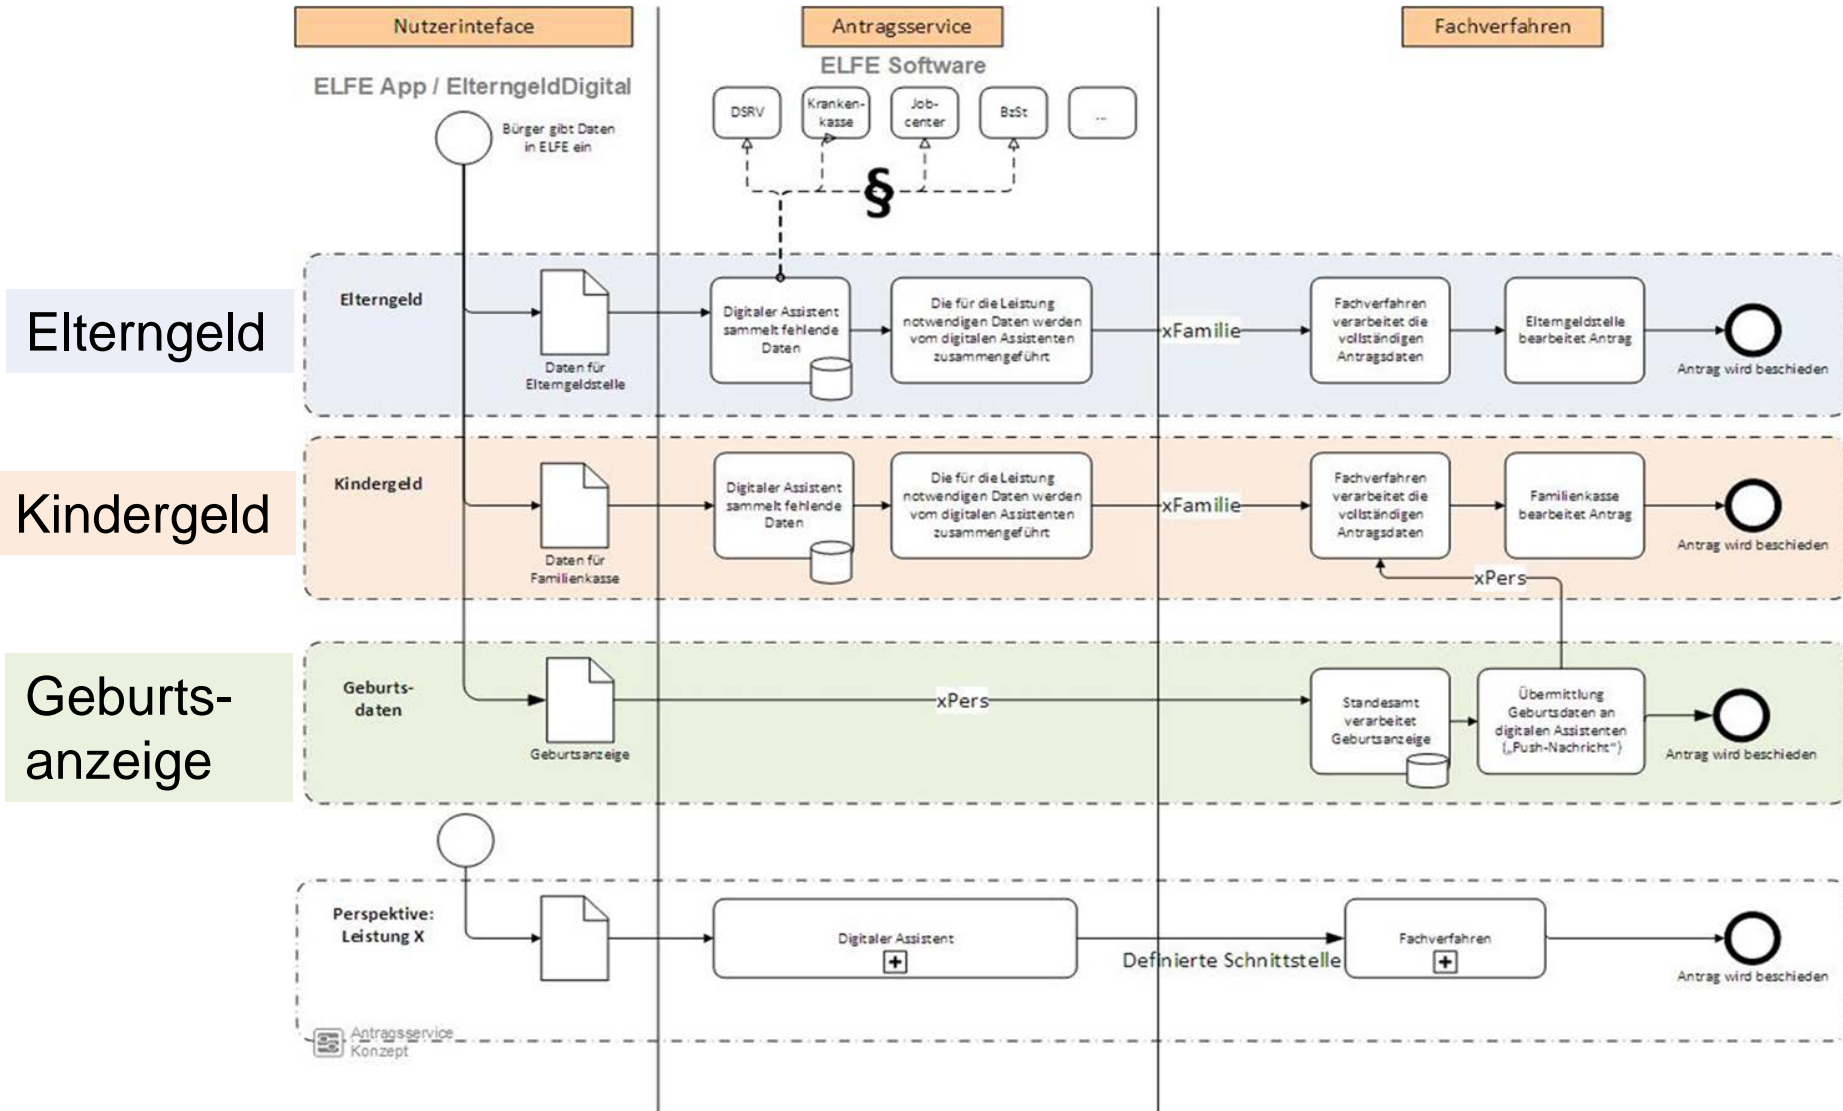 Nutzerinteface
Antragsservice
Fachverfahren
ELFE App / ElterngeldDigital
ELFE Software
Bürger gibt Daten
in ELFE ein
DSRV
Kranken-
kasse
Job-
center
BzSt
...
§
Elterngeld
Elterngeld
Daten für
Elterngeldstelle
Digitaler Assistent
sammelt fehlende
Daten
Die für die Leistung
notwendigen Daten werden
vom digitalen Assistenten
zusammengeführt
xFamilie
Fachverfahren
verarbeitet die
vollständigen
Antragsdaten
Elterngeldstelle
bearbeitet Antrag
Antrag wird beschieden
Kindergeld
Kindergeld
Daten für
Familienkasse
Digitaler Assistent
sammelt fehlende
Daten
Die für die Leistung
notwendigen Daten werden
vom digitalen Assistenten
zusammengeführt
xFamilie
Fachverfahren
verarbeitet die
vollständigen
Antragsdaten
Familienkasse
bearbeitet Antrag
Antrag wird beschieden
xPers
Geburts-
anzeige
Geburts-
daten
Geburtsanzeige
xPers
Standesamt
verarbeitet
Geburtsanzeige
Übermittlung
Geburtsdaten an
digitalen Assistenten
(„Push-Nachricht“)
Antrag wird beschieden
Perspektive:
Leistung X
Digitaler Assistent
Definierte Schnittstelle
Fachverfahren
Antrag wird beschieden
Antragsservice
Konzept